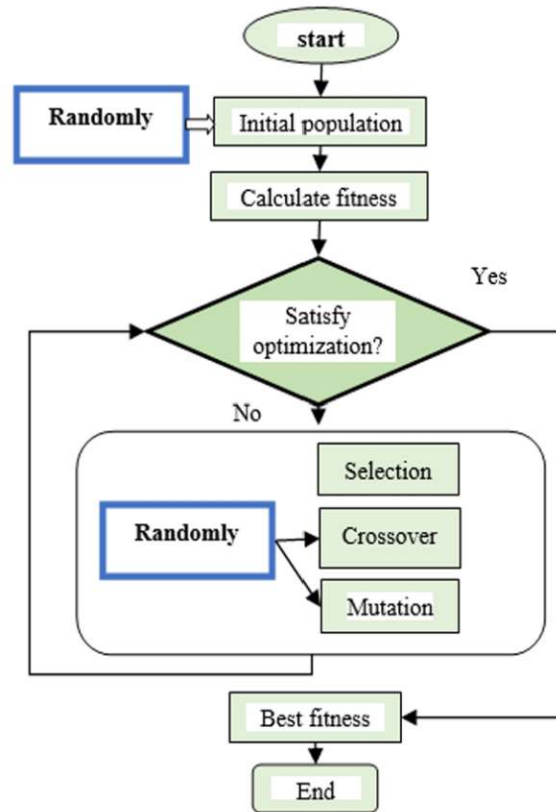 start
Randomly
Initial population
Calculate fitness
Yes
Satisfy
optimization?
No
Selection
Randomly
Crossover
Mutation
Best fitness
End